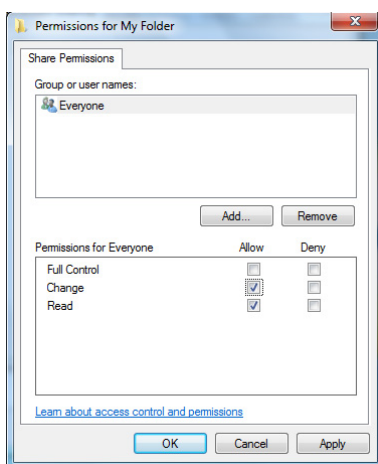 Permissions for My Folder
Share Permissions
Group or user names:
Everyone
Add... Remove
Permissions for Everyone Allow Deny
Full Control
Change
Read
Learn about access control and permissions
OK Cancel Apply